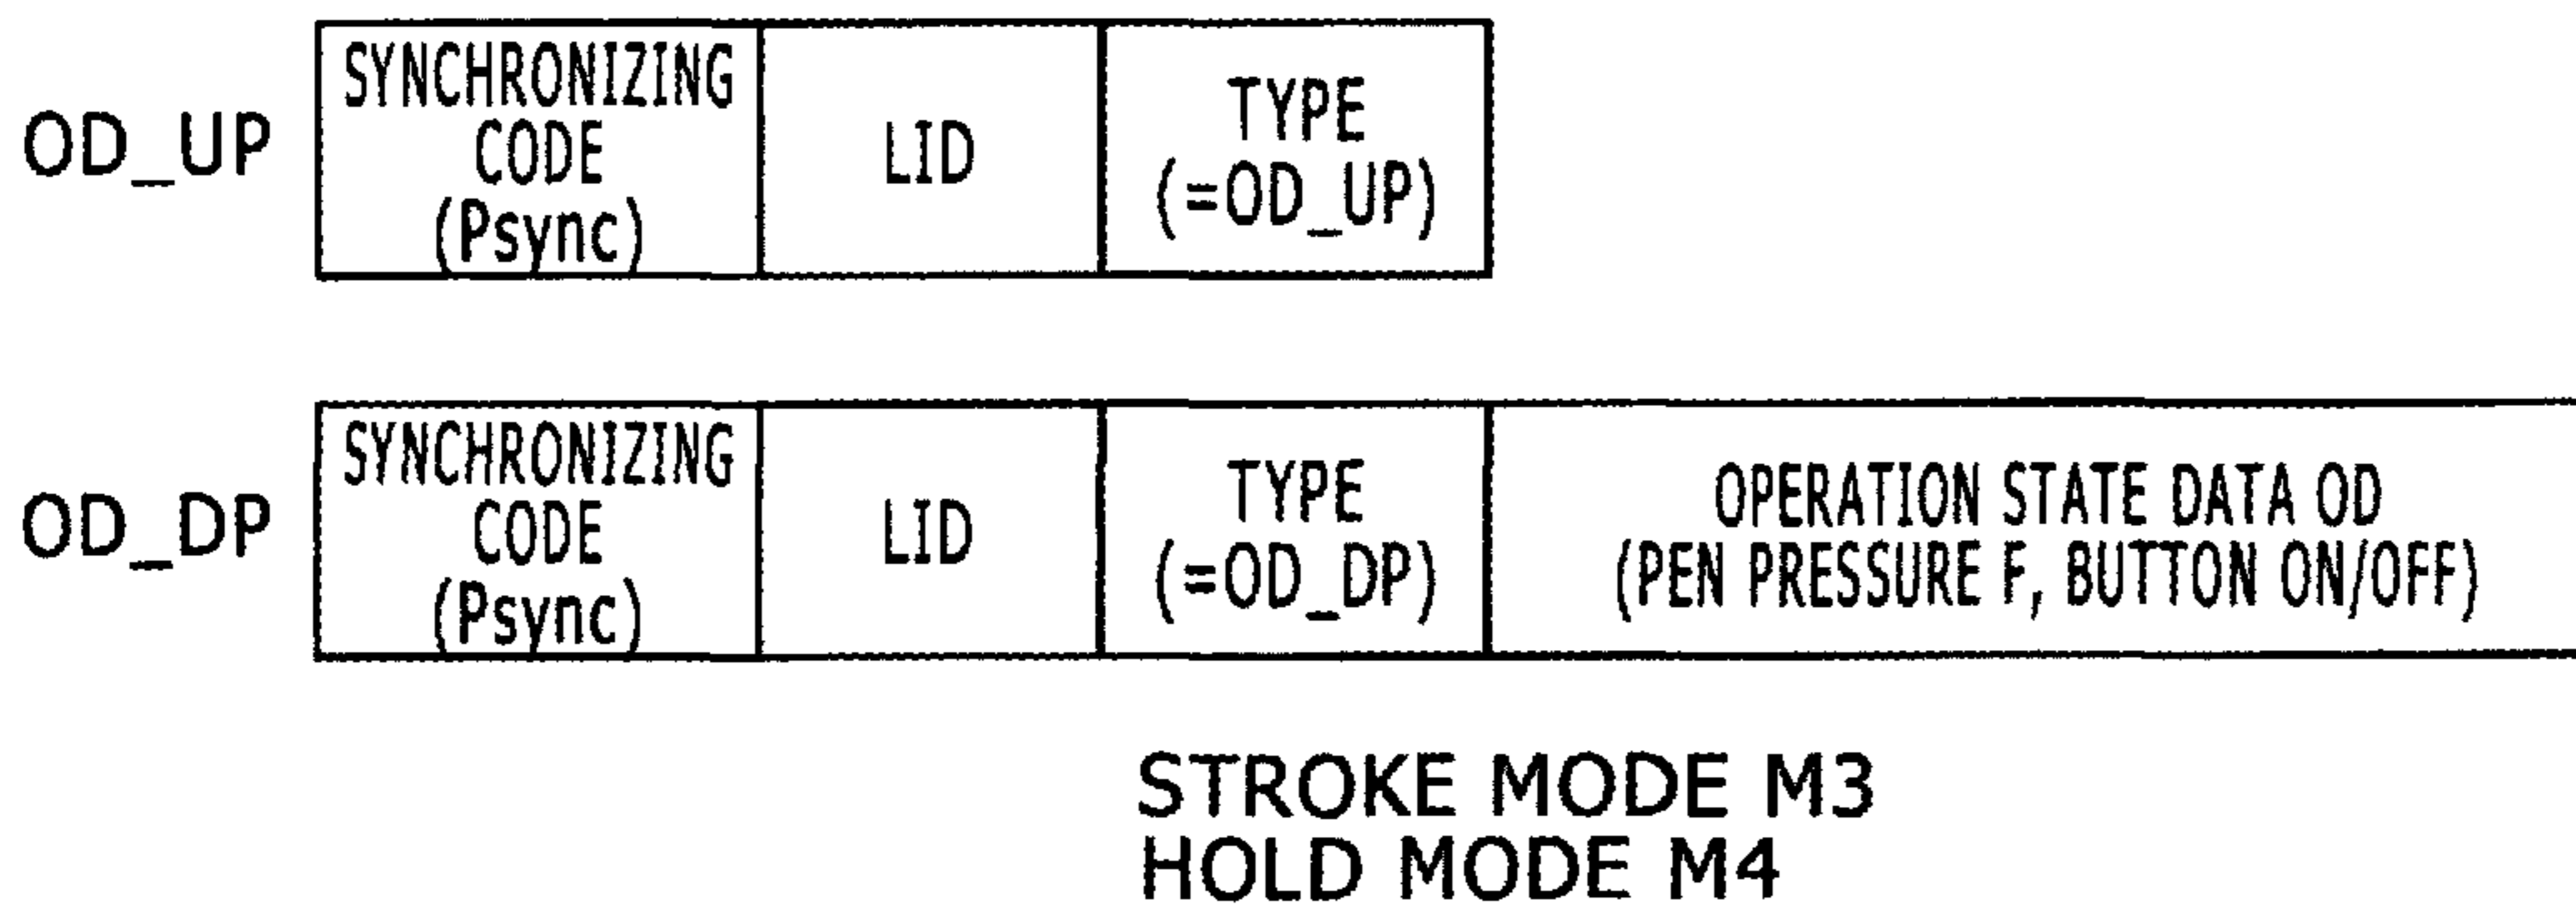 OD_UP
SYNCHRONIZING
CODE
(Psync)
LID
TYPE
(=OD_UP)
OD_DP
SYNCHRONIZING
CODE
(Psync)
LID
TYPE
(=OD_DP)
OPERATION STATE DATA OD
(PEN PRESSURE F, BUTTON ON/OFF)
STROKE MODE M3
HOLD MODE M4